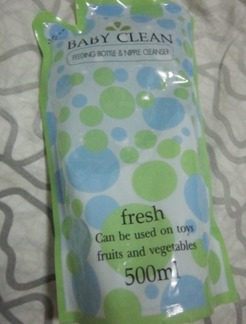 BABY CLEAN
FEEDING BOTTLE & NIPPLE CLEANSER
fresh
Can be used on toys
fruits and vegetables
500ml